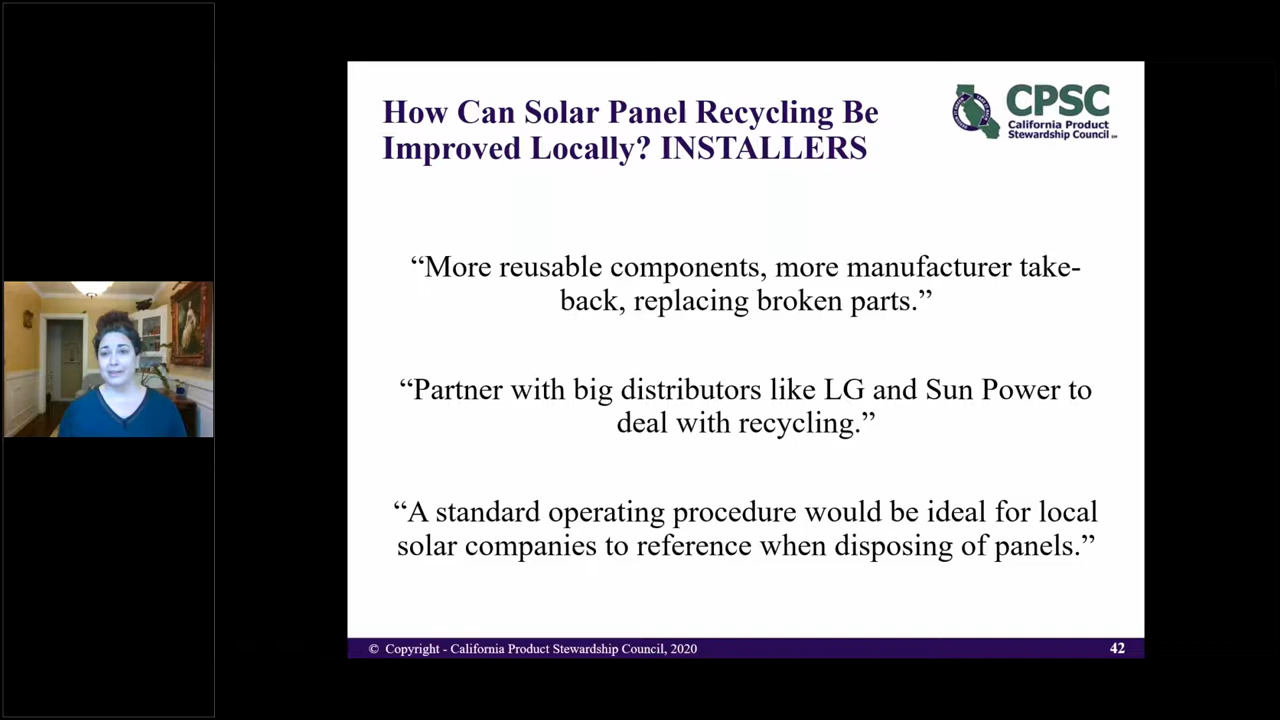 How Can Solar Panel Recycling Be
Improved Locally? INSTALLERS
CPSC
California Product
Stewardship Council
“More reusable components, more manufacturer take-
back, replacing broken parts.”
“Partner with big distributors like LG and Sun Power to
deal with recycling.”
“A standard operating procedure would be ideal for local
solar companies to reference when disposing of panels.”
© Copyright - California Product Stewardship Council, 2020
42